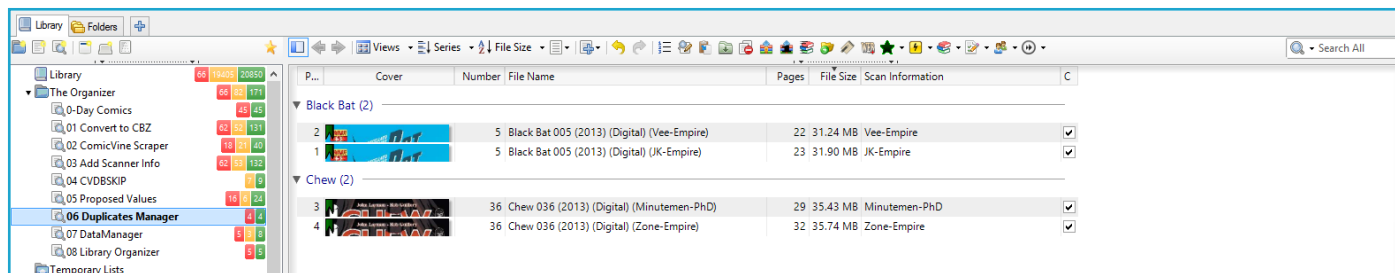 Library Folders
Views Series File Size Search All
Library 66 19405 20850
The Organizer 66 82 171
0-Day Comics 45 45
01 Convert to CBZ 62 52 131
02 ComicVine Scraper 18 21 40
03 Add Scanner Info 62 53 132
04 CVDBSKIP 7 9
05 Proposed Values 16 6 24
06 Duplicates Manager 4 4
07 DataManager 5 3 8
08 Library Organizer 5 5
Temporary Lists
P... Cover Number File Name Pages File Size Scan Information C
Black Bat (2)
2 5 Black Bat 005 (2013) (Digital) (Vee-Empire) 22 31.24 MB Vee-Empire
1 5 Black Bat 005 (2013) (Digital) (JK-Empire) 23 31.90 MB JK-Empire
Chew (2)
3 36 Chew 036 (2013) (Digital) (Minutemen-PhD) 29 35.43 MB Minutemen-PhD
4 36 Chew 036 (2013) (Digital) (Zone-Empire) 32 35.74 MB Zone-Empire